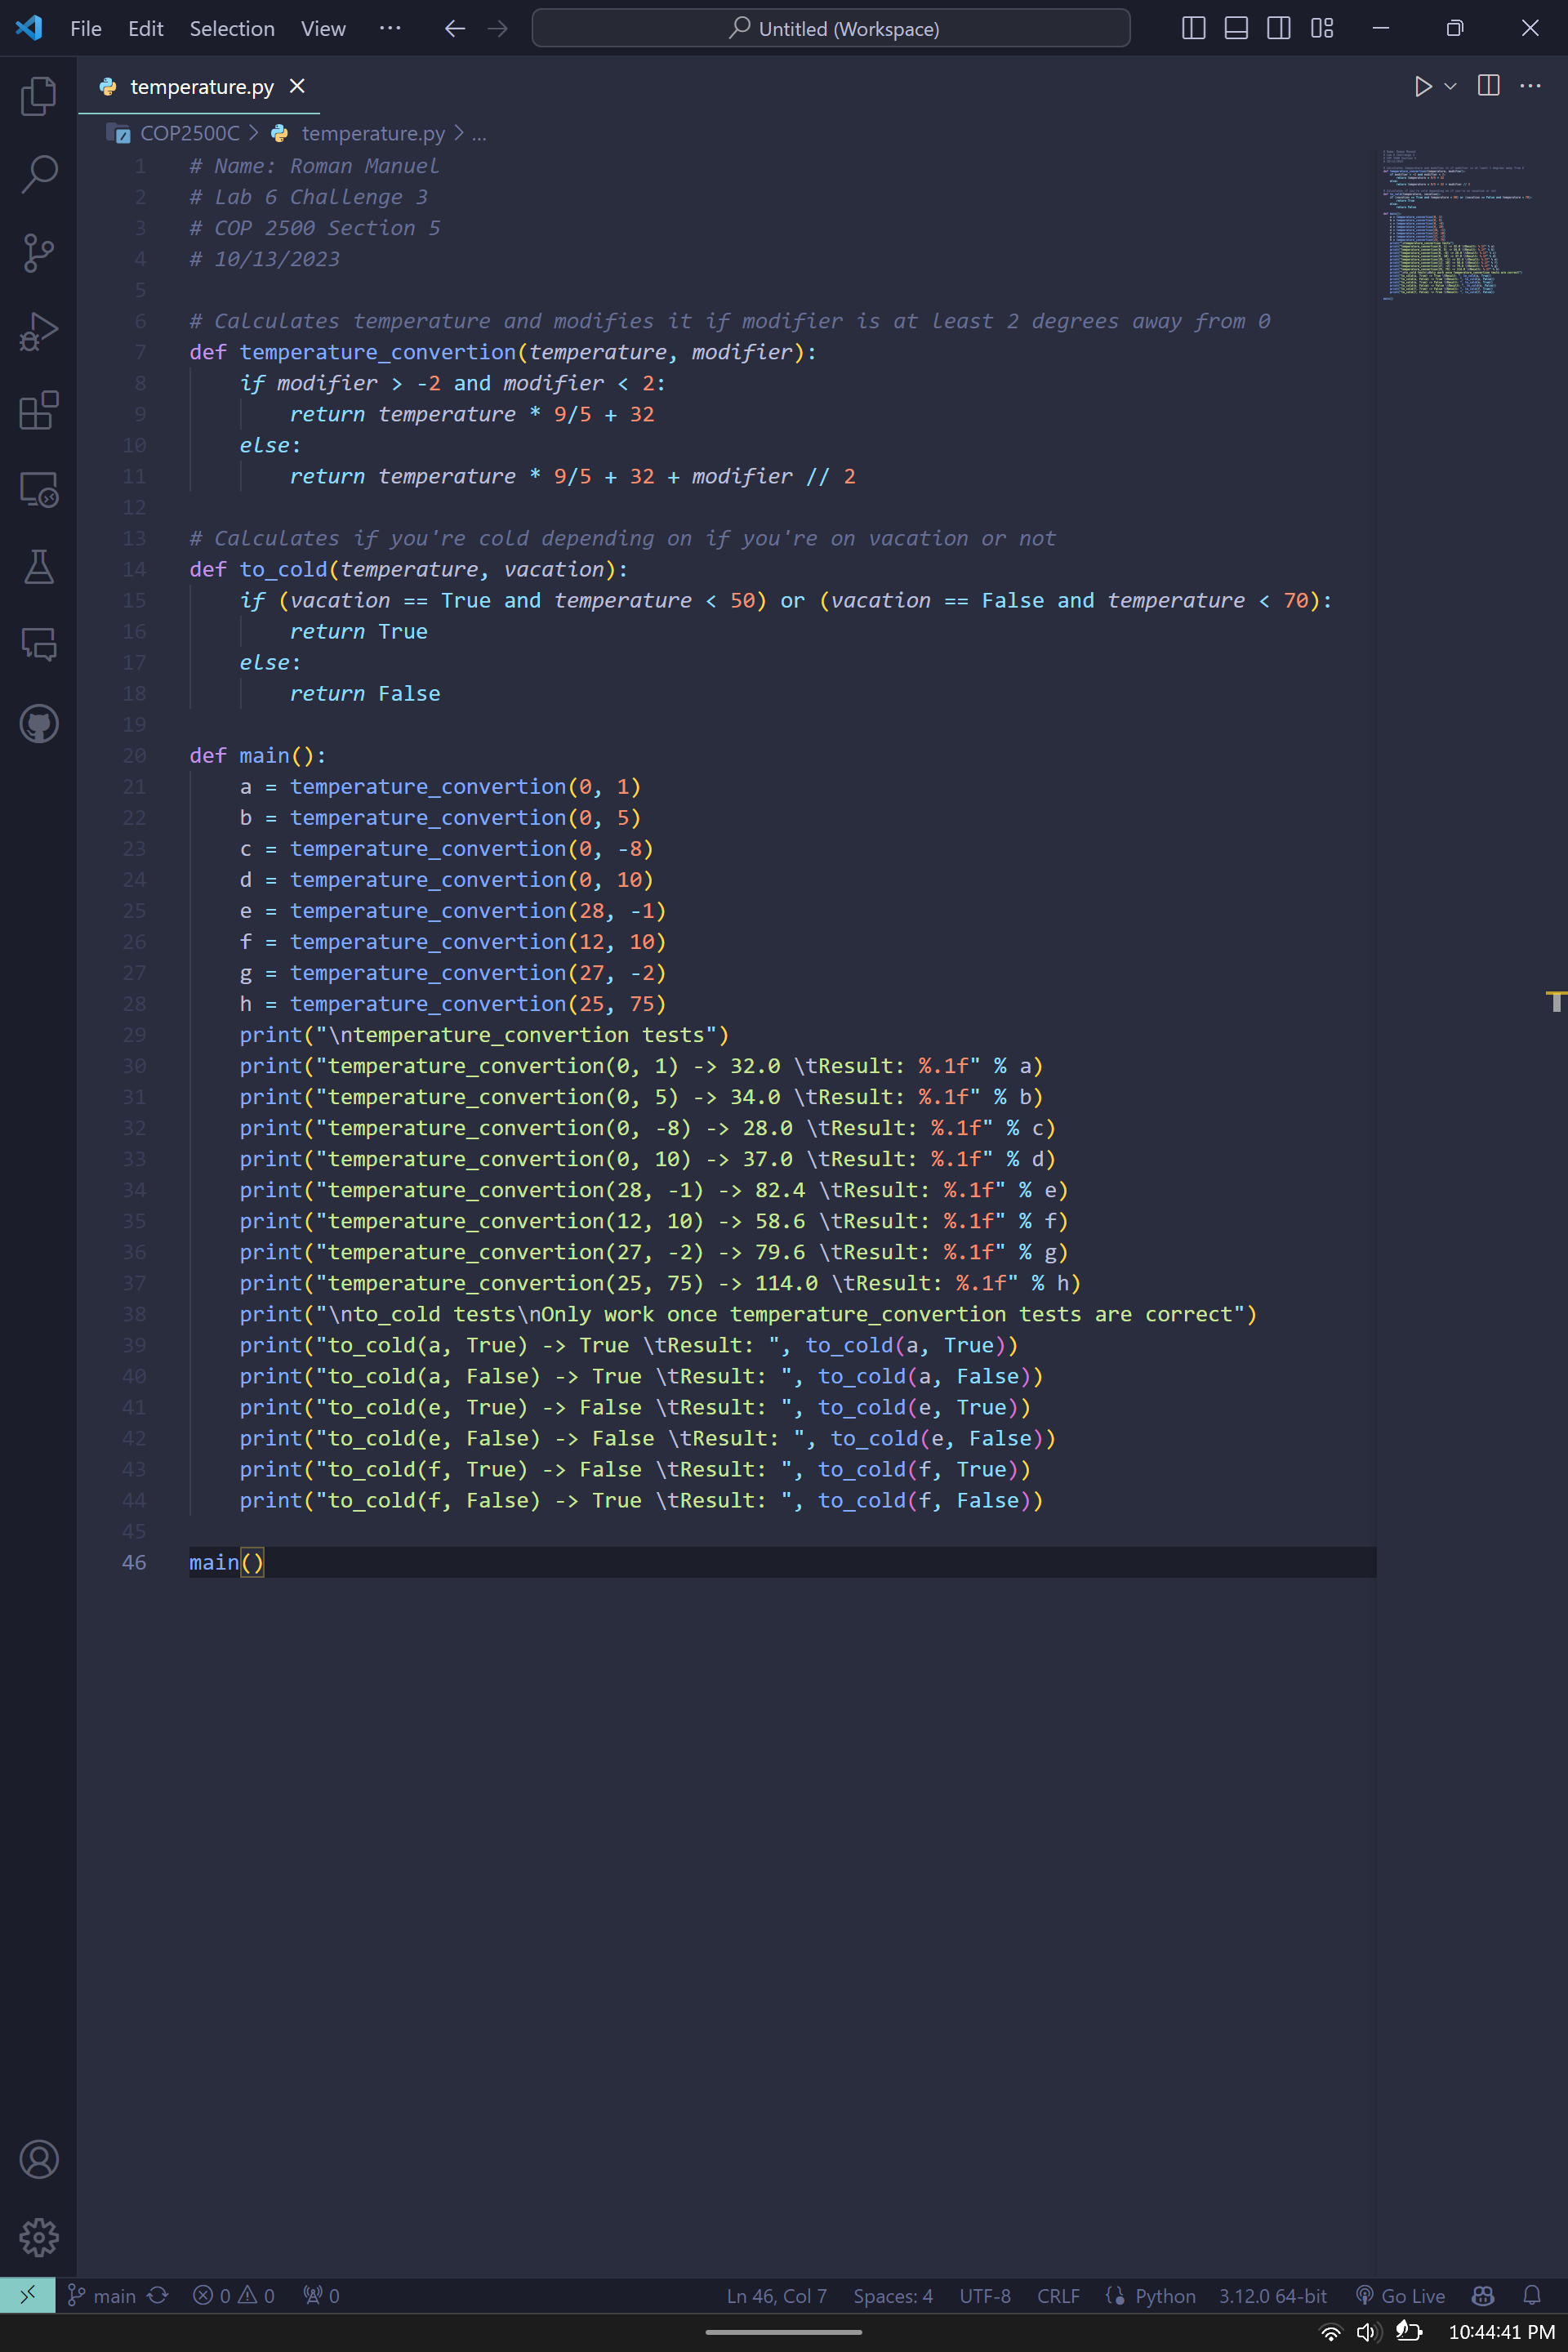 File Edit Selection View ··· Untitled (Workspace)
temperature.py
COP2500C > temperature.py > ...
1 # Name: Roman Manuel
2 # Lab 6 Challenge 3
3 # COP 2500 Section 5
4 # 10/13/2023
5
6 # Calculates temperature and modifies it if modifier is at least 2 degrees away from 0
7 def temperature_convertion(temperature, modifier):
8     if modifier > -2 and modifier < 2:
9         return temperature * 9/5 + 32
10     else:
11         return temperature * 9/5 + 32 + modifier // 2
12
13 # Calculates if you're cold depending on if you're on vacation or not
14 def to_cold(temperature, vacation):
15     if (vacation == True and temperature < 50) or (vacation == False and temperature < 70):
16         return True
17     else:
18         return False
19
20 def main():
21     a = temperature_convertion(0, 1)
22     b = temperature_convertion(0, 5)
23     c = temperature_convertion(0, -8)
24     d = temperature_convertion(0, 10)
25     e = temperature_convertion(28, -1)
26     f = temperature_convertion(12, 10)
27     g = temperature_convertion(27, -2)
28     h = temperature_convertion(25, 75)
29     print("\ntemperature_convertion tests")
30     print("temperature_convertion(0, 1) -> 32.0 \tResult: %.1f" % a)
31     print("temperature_convertion(0, 5) -> 34.0 \tResult: %.1f" % b)
32     print("temperature_convertion(0, -8) -> 28.0 \tResult: %.1f" % c)
33     print("temperature_convertion(0, 10) -> 37.0 \tResult: %.1f" % d)
34     print("temperature_convertion(28, -1) -> 82.4 \tResult: %.1f" % e)
35     print("temperature_convertion(12, 10) -> 58.6 \tResult: %.1f" % f)
36     print("temperature_convertion(27, -2) -> 79.6 \tResult: %.1f" % g)
37     print("temperature_convertion(25, 75) -> 114.0 \tResult: %.1f" % h)
38     print("\nto_cold tests\nOnly work once temperature_convertion tests are correct")
39     print("to_cold(a, True) -> True \tResult: ", to_cold(a, True))
40     print("to_cold(a, False) -> True \tResult: ", to_cold(a, False))
41     print("to_cold(e, True) -> False \tResult: ", to_cold(e, True))
42     print("to_cold(e, False) -> False \tResult: ", to_cold(e, False))
43     print("to_cold(f, True) -> False \tResult: ", to_cold(f, True))
44     print("to_cold(f, False) -> True \tResult: ", to_cold(f, False))
45
46 main()
main 0 0 0 Ln 46, Col 7 Spaces: 4 UTF-8 CRLF Python 3.12.0 64-bit Go Live
10:44:41 PM